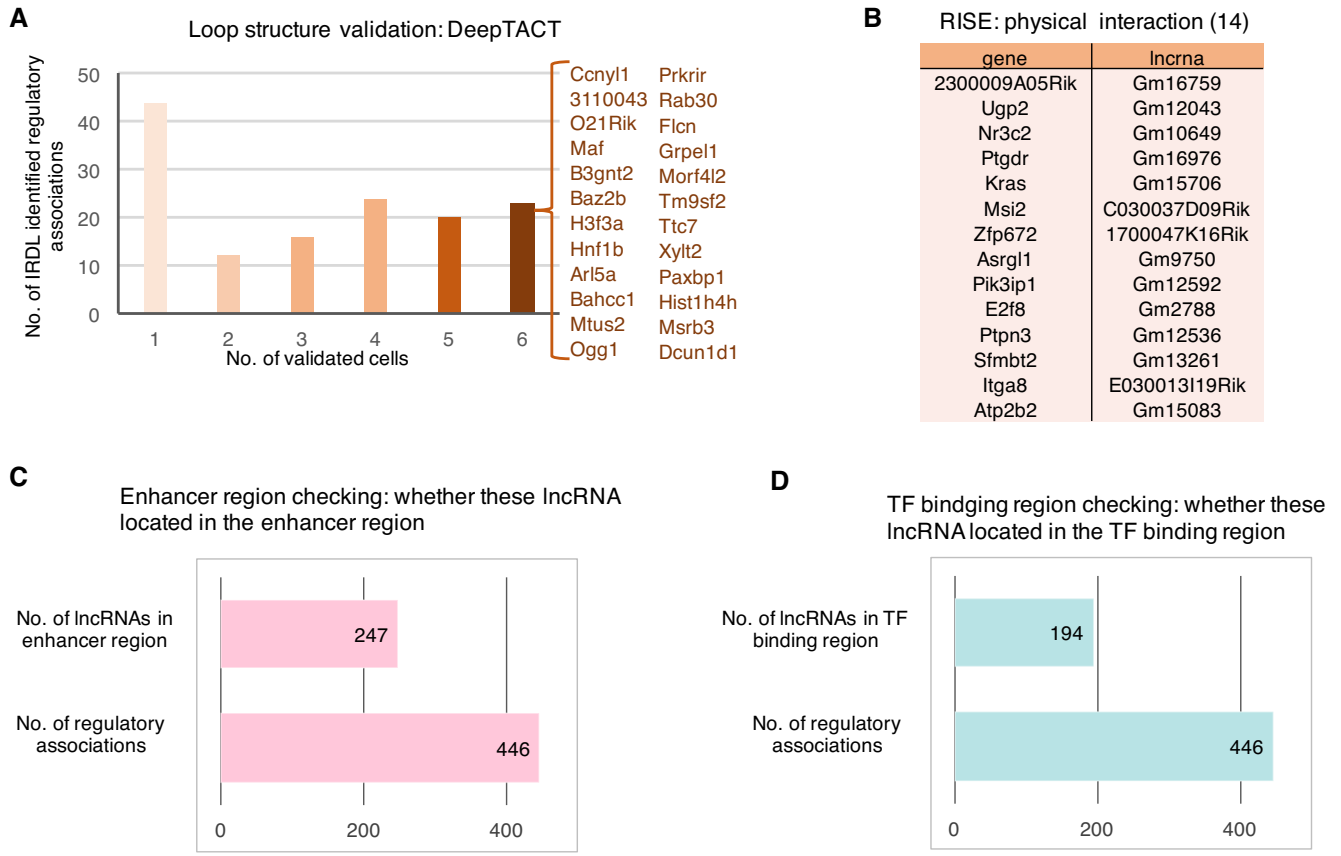 A
Loop structure validation: DeepTACT
No. of IRDL identified regulatory
associations
50
40
30
20
10
0
1 2 3 4 5 6
No. of validated cells
Ccnyl1 Prkrir
3110043 Rab30
O21Rik Flcn
Maf Grpel1
B3gnt2 Morf4l2
Baz2b Tm9sf2
H3f3a Ttc7
Hnf1b Xylt2
Arl5a Paxbp1
Bahcc1 Hist1h4h
Mtus2 Msrb3
Ogg1 Dcun1d1
B
RISE: physical interaction (14)
gene lncrna
2300009A05Rik Gm16759
Ugp2 Gm12043
Nr3c2 Gm10649
Ptgdr Gm16976
Kras Gm15706
Msi2 C030037D09Rik
Zfp672 1700047K16Rik
Asrgl1 Gm9750
Pik3ip1 Gm12592
E2f8 Gm2788
Ptpn3 Gm12536
Sfmbt2 Gm13261
Itga8 E030013I19Rik
Atp2b2 Gm15083
C
Enhancer region checking: whether these lncRNA
located in the enhancer region
No. of lncRNAs in
enhancer region
247
No. of regulatory
associations
446
0 200 400
D
TF bindging region checking: whether these
lncRNA located in the TF binding region
No. of lncRNAs in TF
binding region
194
No. of regulatory
associations
446
0 200 400